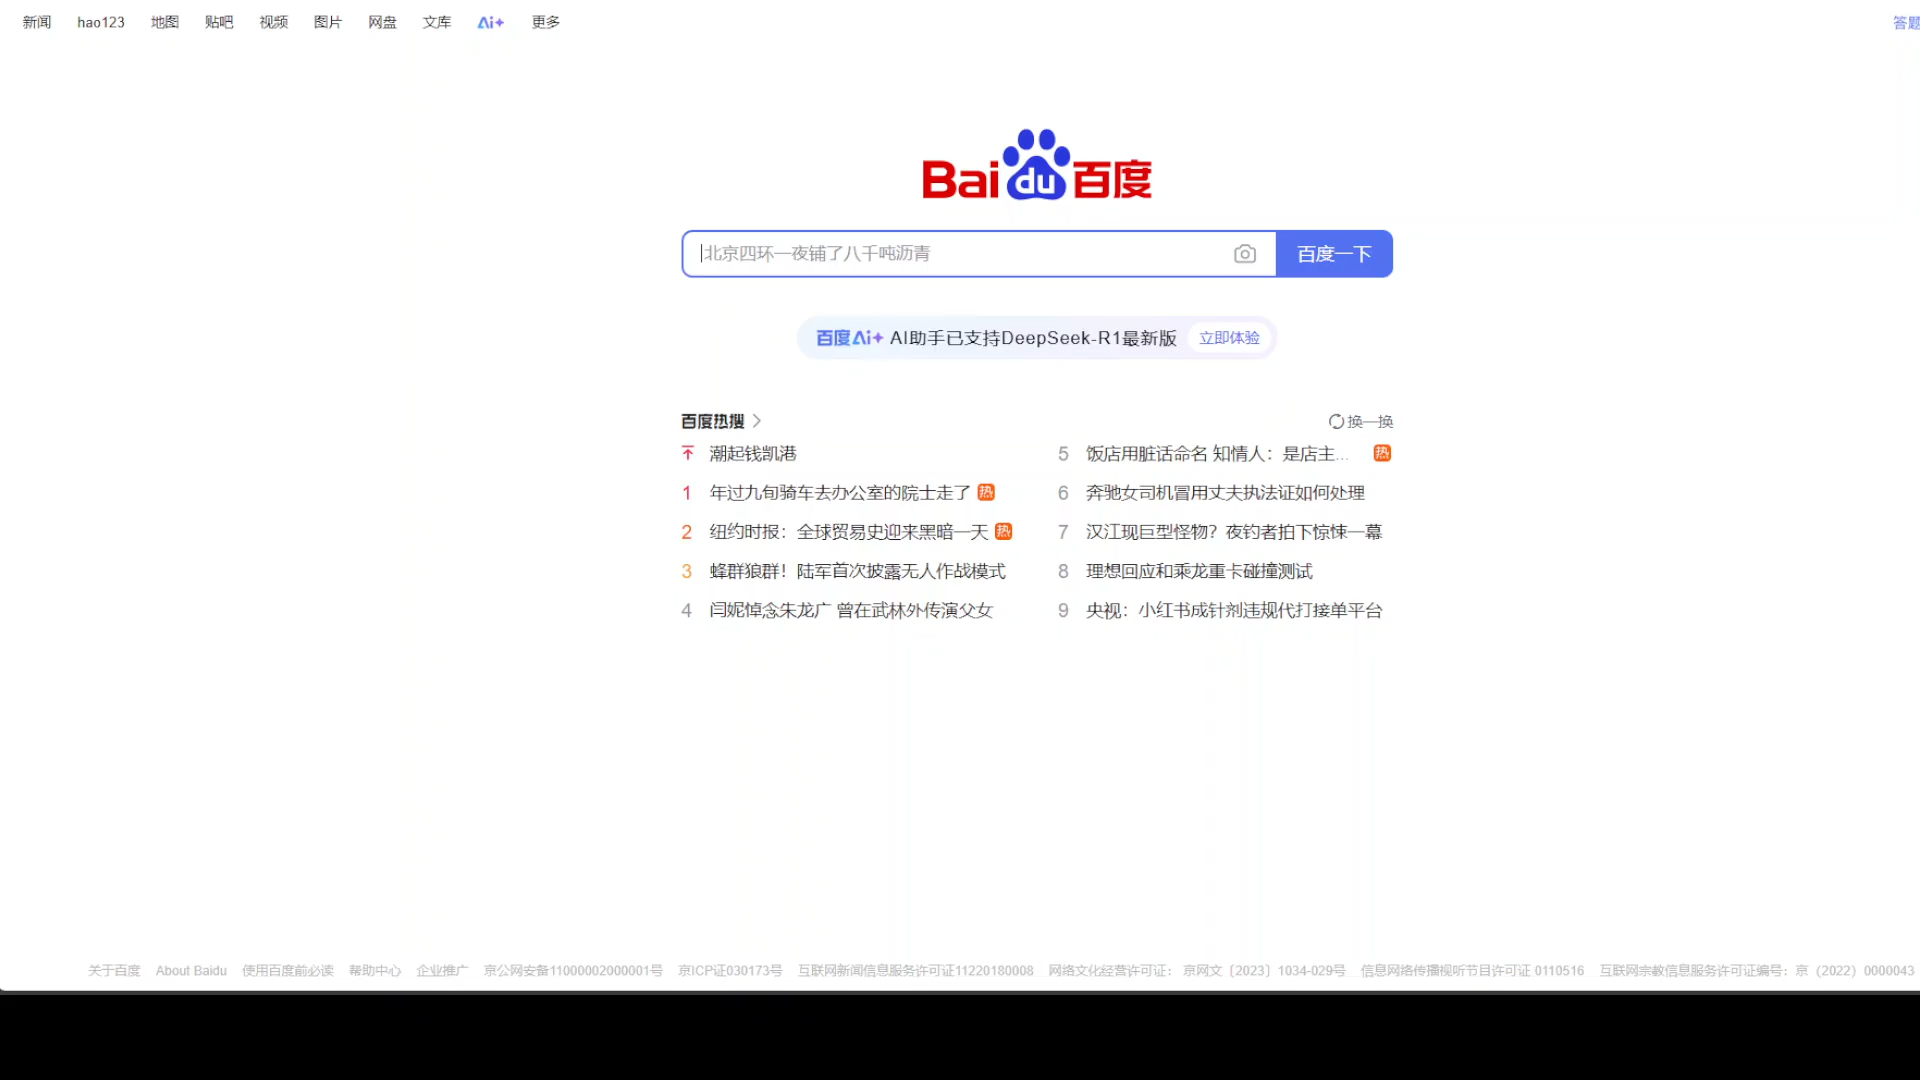 新闻 hao123 地图 贴吧 视频 图片 网盘 文库 Ai+ 更多 答题
Bai du 百度
北京四环一夜铺了八千吨沥青 百度一下
百度Ai+ AI助手已支持DeepSeek-R1最新版 立即体验
百度热搜 换一换
潮起钱凯港
1 年过九旬骑车去办公室的院士走了 热
2 纽约时报：全球贸易史迎来黑暗一天 热
3 蜂群狼群！陆军首次披露无人作战模式
4 闫妮悼念朱龙广 曾在武林外传演父女
5 饭店用脏话命名 知情人：是店主... 热
6 奔驰女司机冒用丈夫执法证如何处理
7 汉江现巨型怪物？夜钓者拍下惊悚一幕
8 理想回应和乘龙重卡碰撞测试
9 央视：小红书成针剂违规代打接单平台
关于百度 About Baidu 使用百度前必读 帮助中心 企业推广 京公网安备11000002000001号 京ICP证030173号 互联网新闻信息服务许可证11220180008 网络文化经营许可证： 京网文〔2023〕1034-029号 信息网络传播视听节目许可证 0110516 互联网宗教信息服务许可证编号：京（2022）0000043